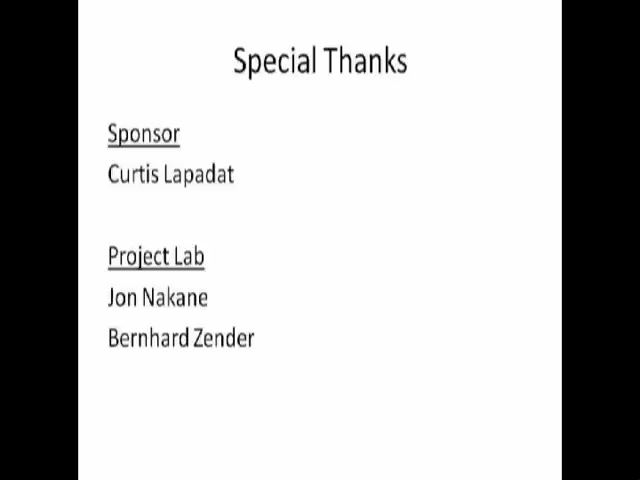 Special Thanks
Sponsor
Curtis Lapadat
Project Lab
Jon Nakane
Bernhard Zender